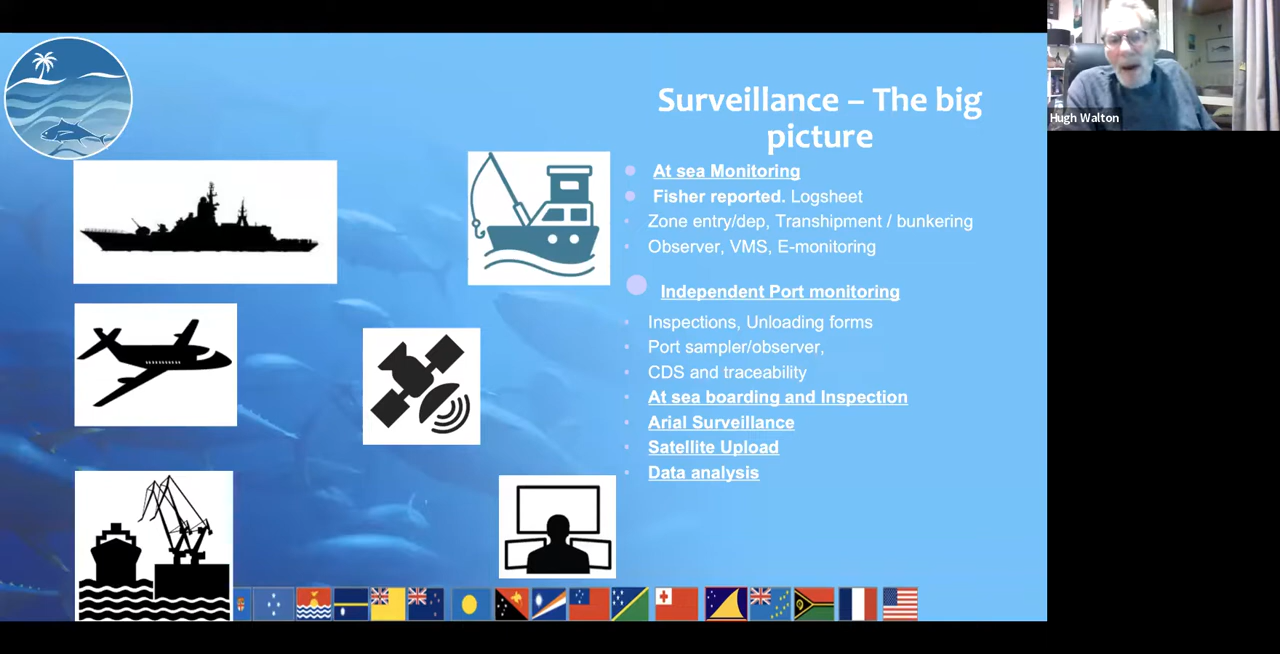 Surveillance – The big
picture
At sea Monitoring
Fisher reported. Logsheet
Zone entry/dep, Transhipment / bunkering
Observer, VMS, E-monitoring
Independent Port monitoring
Inspections, Unloading forms
Port sampler/observer,
CDS and traceability
At sea boarding and Inspection
Arial Surveillance
Satellite Upload
Data analysis
Hugh Walton